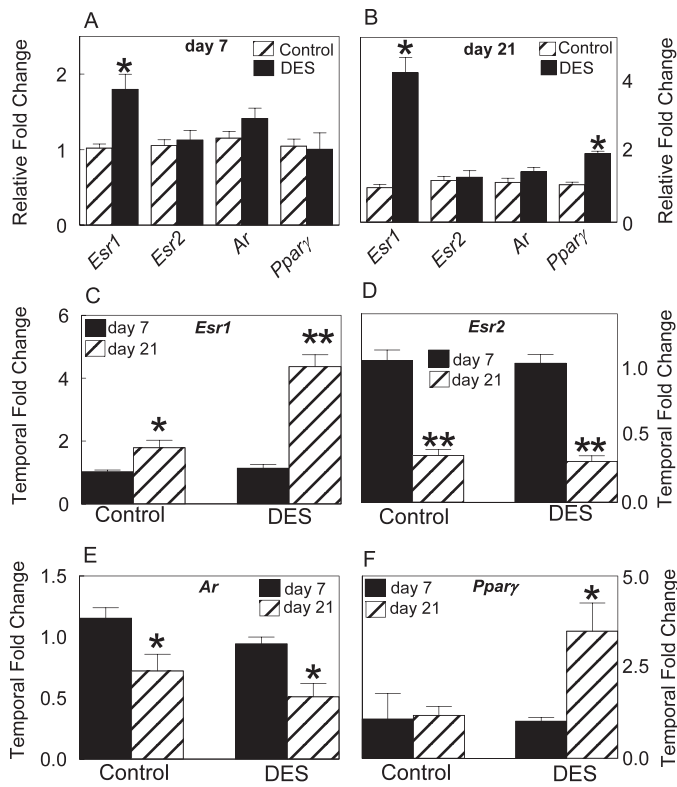 A
day 7
Control
DES
Relative Fold Change
2
1
0
*
Esr1
Esr2
Ar
Pparγ
B
day 21
Control
DES
Relative Fold Change
4
2
0
*
*
Esr1
Esr2
Ar
Pparγ
C
day 7
day 21
Esr1
Temporal Fold Change
6
4
2
0
*
**
Control
DES
D
Esr2
day 7
day 21
Temporal Fold Change
1.0
0.5
0.0
**
**
Control
DES
E
Ar
day 7
day 21
Temporal Fold Change
1.5
1.0
0.5
0.0
*
*
Control
DES
F
day 7
day 21
Pparγ
Temporal Fold Change
5.0
2.5
0.0
*
Control
DES